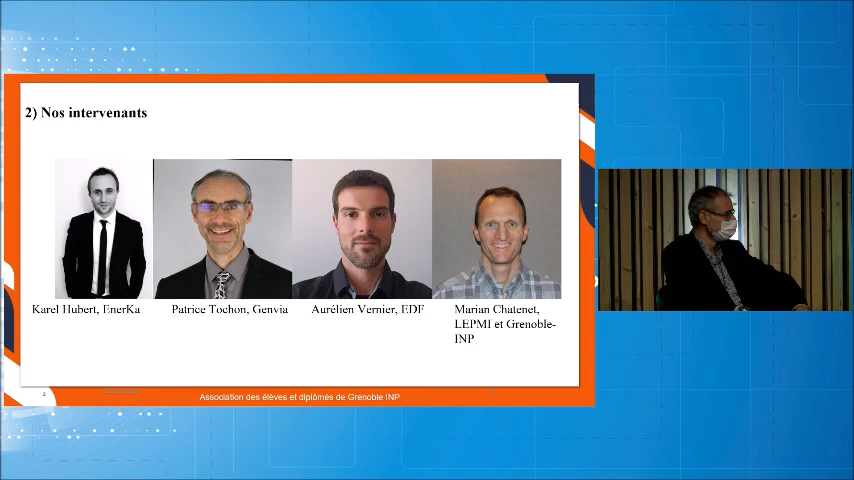 2) Nos intervenants
Karel Hubert, EnerKa
Patrice Tochon, Genvia
Aurélien Vernier, EDF
Marian Chatenet,
LEPMI et Grenoble-
INP
4
Association des élèves et diplômés de Grenoble INP